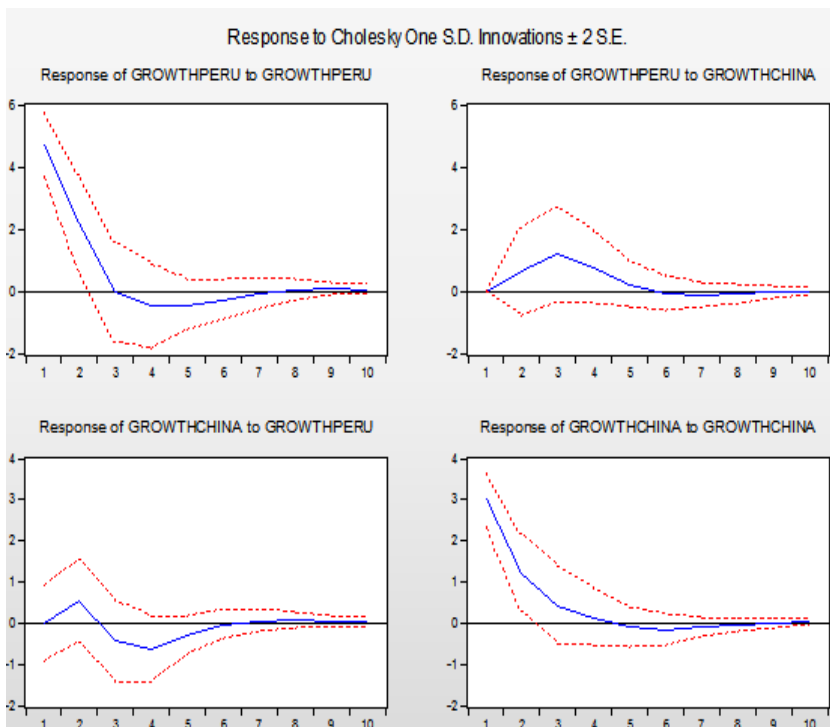 Response to Cholesky One S.D. Innovations ± 2 S.E.
Response of GROWTHPERU to GROWTHPERU
6
4
2
0
-2
1 2 3 4 5 6 7 8 9 10
Response of GROWTHPERU to GROWTHCHINA
6
4
2
0
-2
1 2 3 4 5 6 7 8 9 10
Response of GROWTHCHINA to GROWTHPERU
4
3
2
1
0
-1
-2
1 2 3 4 5 6 7 8 9 10
Response of GROWTHCHINA to GROWTHCHINA
4
3
2
1
0
-1
-2
1 2 3 4 5 6 7 8 9 10